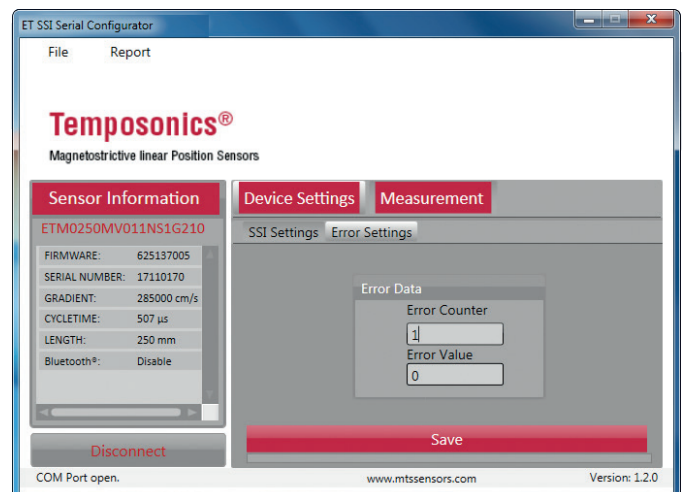 ET SSI Serial Configurator
File Report
Temposonics®
Magnetostrictive linear Position Sensors
Sensor Information
ETM0250MV011NS1G210
FIRMWARE: 625137005
SERIAL NUMBER: 17110170
GRADIENT: 285000 cm/s
CYCLETIME: 507 µs
LENGTH: 250 mm
Bluetooth®: Disable
Disconnect
Device Settings Measurement
SSI Settings Error Settings
Error Data
Error Counter
1
Error Value
0
Save
COM Port open. www.mtssensors.com Version: 1.2.0